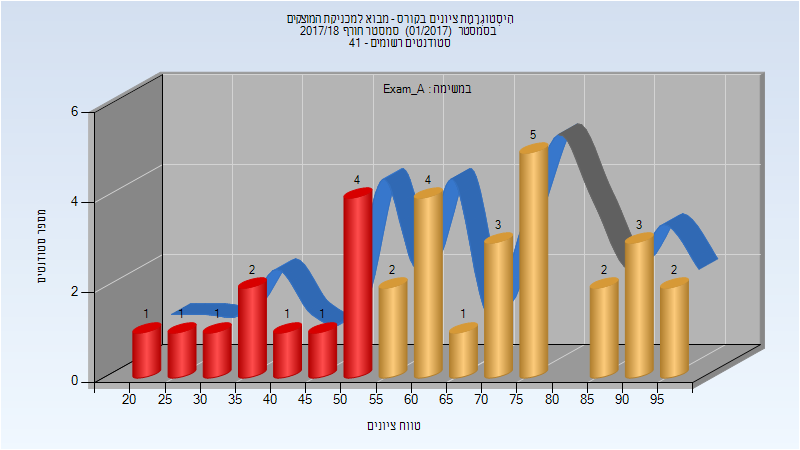 היסטוגרמת ציונים בקורס - מבוא למכניקת המוצקים
בסמסטר (01/2017) סמסטר חורף 2017/18
סטודנטים רשומים - 41
במשימה : Exam_A
מספר סטודנטים
6
4
2
0
1 1 1 2 1 1 4 2 4 1 3 5 2 3 2
20 25 30 35 40 45 50 55 60 65 70 75 80 85 90 95
טווח ציונים